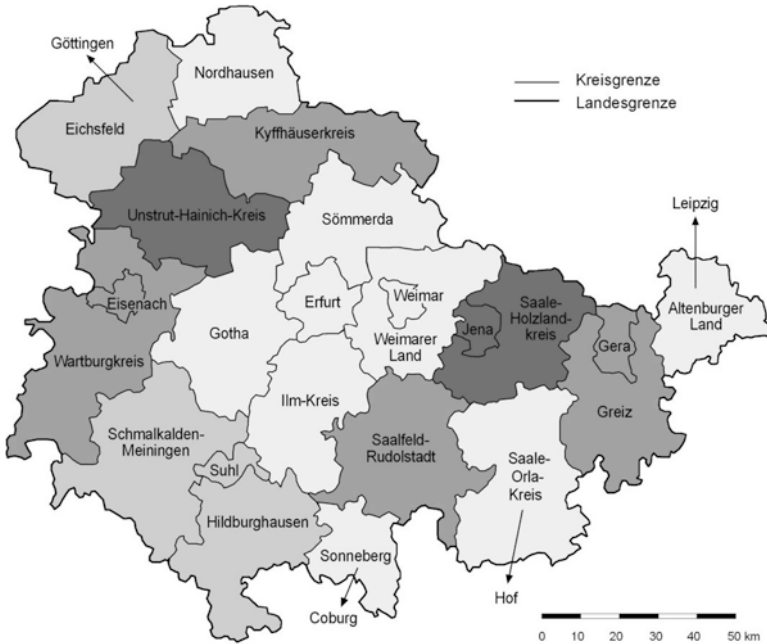 Göttingen
Nordhausen
Kreisgrenze
Landesgrenze
Eichsfeld
Kyffhäuserkreis
Unstrut-Hainich-Kreis
Sömmerda
Leipzig
Eisenach
Erfurt
Weimar
Saale-
Holzland-
kreis
Altenburger
Land
Gotha
Jena
Weimarer
Land
Gera
Wartburgkreis
Ilm-Kreis
Greiz
Schmalkalden-
Meiningen
Saalfeld-
Rudolstadt
Suhl
Saale-
Orla-
Kreis
Hildburghausen
Sonneberg
Coburg
Hof
0 10 20 30 40 50 km